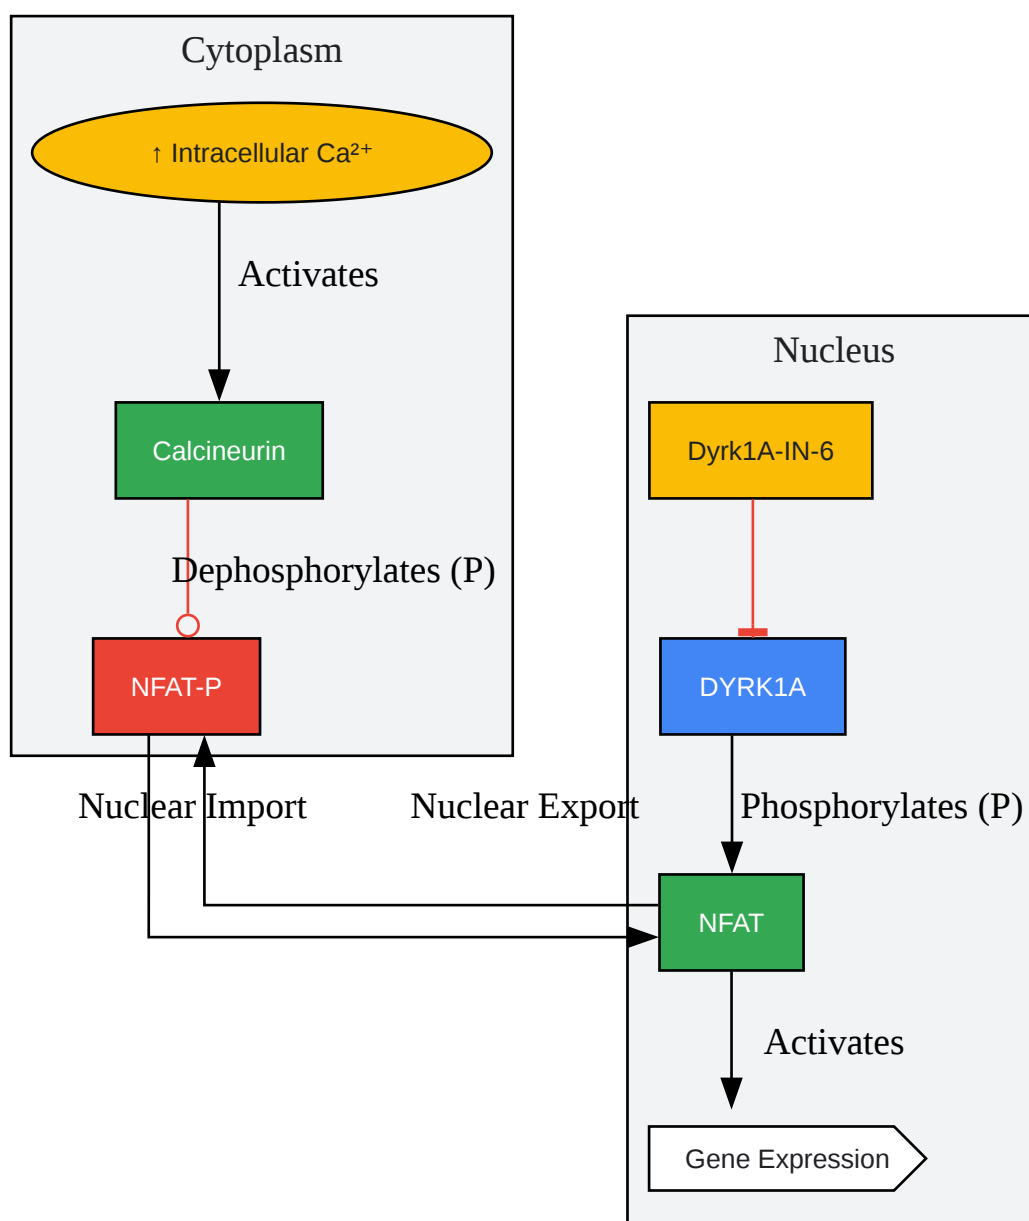 Cytoplasm
↑ Intracellular Ca²⁺
Activates
Calcineurin
Dephosphorylates (P)
NFAT-P
Nuclear Import
Nuclear Export
Nucleus
Dyrk1A-IN-6
DYRK1A
Phosphorylates (P)
NFAT
Activates
Gene Expression